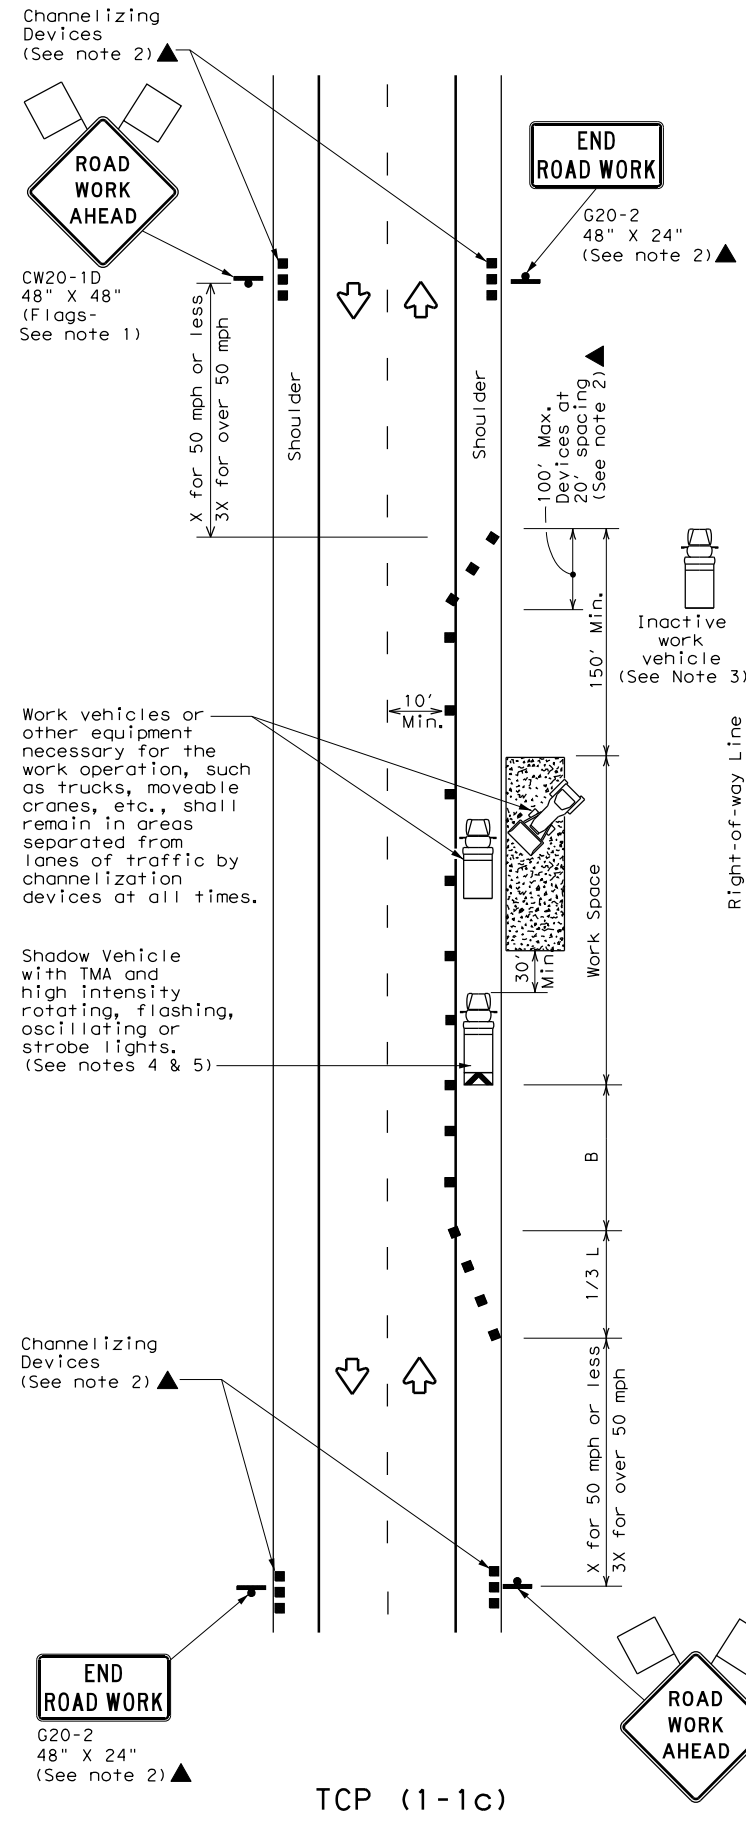 Channelizing
Devices
(See note 2)
ROAD
WORK
AHEAD
CW20-1D
48" X 48"
(Flags-
See note 1)
END
ROAD WORK
G20-2
48" X 24"
(See note 2)
X for 50 mph or less
3X for over 50 mph
Shoulder
Shoulder
100' Max.
Devices at
20' spacing
(See note 2)
150' Min.
Inactive
work
vehicle
(See Note 3)
10'
Min.
Work vehicles or
other equipment
necessary for the
work operation, such
as trucks, moveable
cranes, etc., shall
remain in areas
separated from
lanes of traffic by
channelization
devices at all times.
Right-of-way Line
Work Space
30'
Min.
Shadow Vehicle
with TMA and
high intensity
rotating, flashing,
oscillating or
strobe lights.
(See notes 4 & 5)
B
1/3 L
Channelizing
Devices
(See note 2)
X for 50 mph or less
3X for over 50 mph
END
ROAD WORK
G20-2
48" X 24"
(See note 2)
ROAD
WORK
AHEAD
TCP (1-1c)